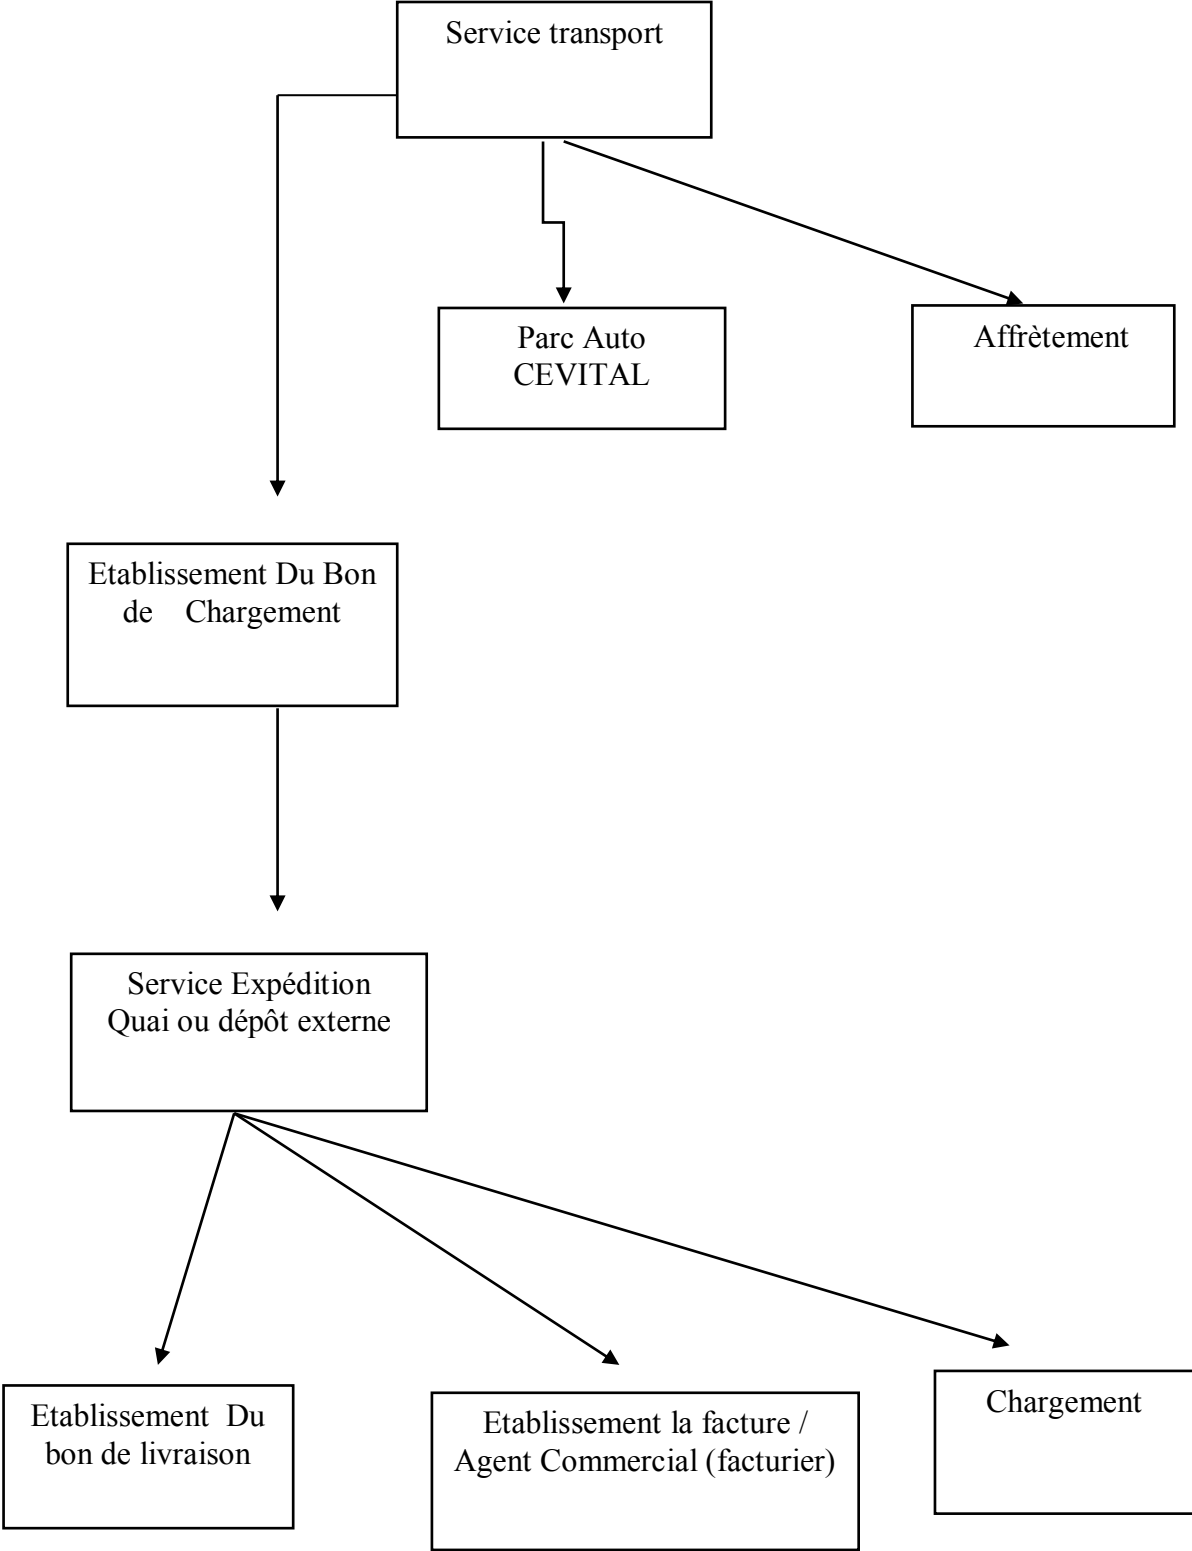 Service transport
Parc Auto
CEVITAL
Affrètement
Etablissement Du Bon
de Chargement
Service Expédition
Quai ou dépôt externe
Etablissement Du
bon de livraison
Etablissement la facture /
Agent Commercial (facturier)
Chargement